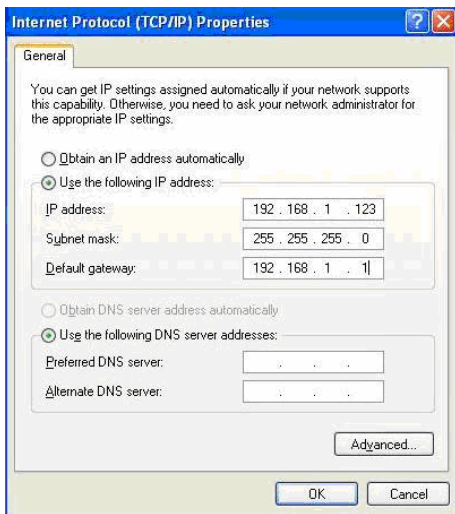 Internet Protocol (TCP/IP) Properties
General
You can get IP settings assigned automatically if your network supports
this capability. Otherwise, you need to ask your network administrator for
the appropriate IP settings.
Obtain an IP address automatically
Use the following IP address:
IP address: 192 . 168 . 1 . 123
Subnet mask: 255 . 255 . 255 . 0
Default gateway: 192 . 168 . 1 . 1
Obtain DNS server address automatically
Use the following DNS server addresses:
Preferred DNS server: . . .
Alternate DNS server: . . .
Advanced...
OK Cancel